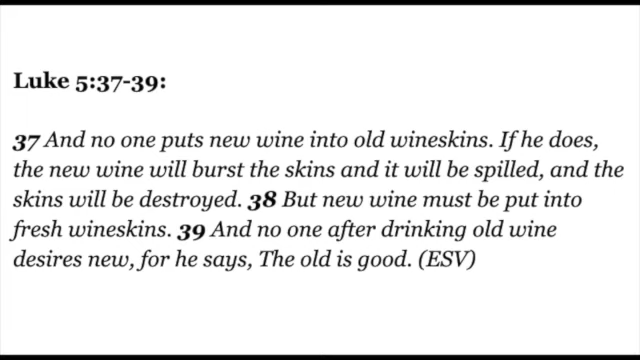 Luke 5:37-39:
37 And no one puts new wine into old wineskins. If he does,
the new wine will burst the skins and it will be spilled, and the
skins will be destroyed. 38 But new wine must be put into
fresh wineskins. 39 And no one after drinking old wine
desires new, for he says, The old is good. (ESV)